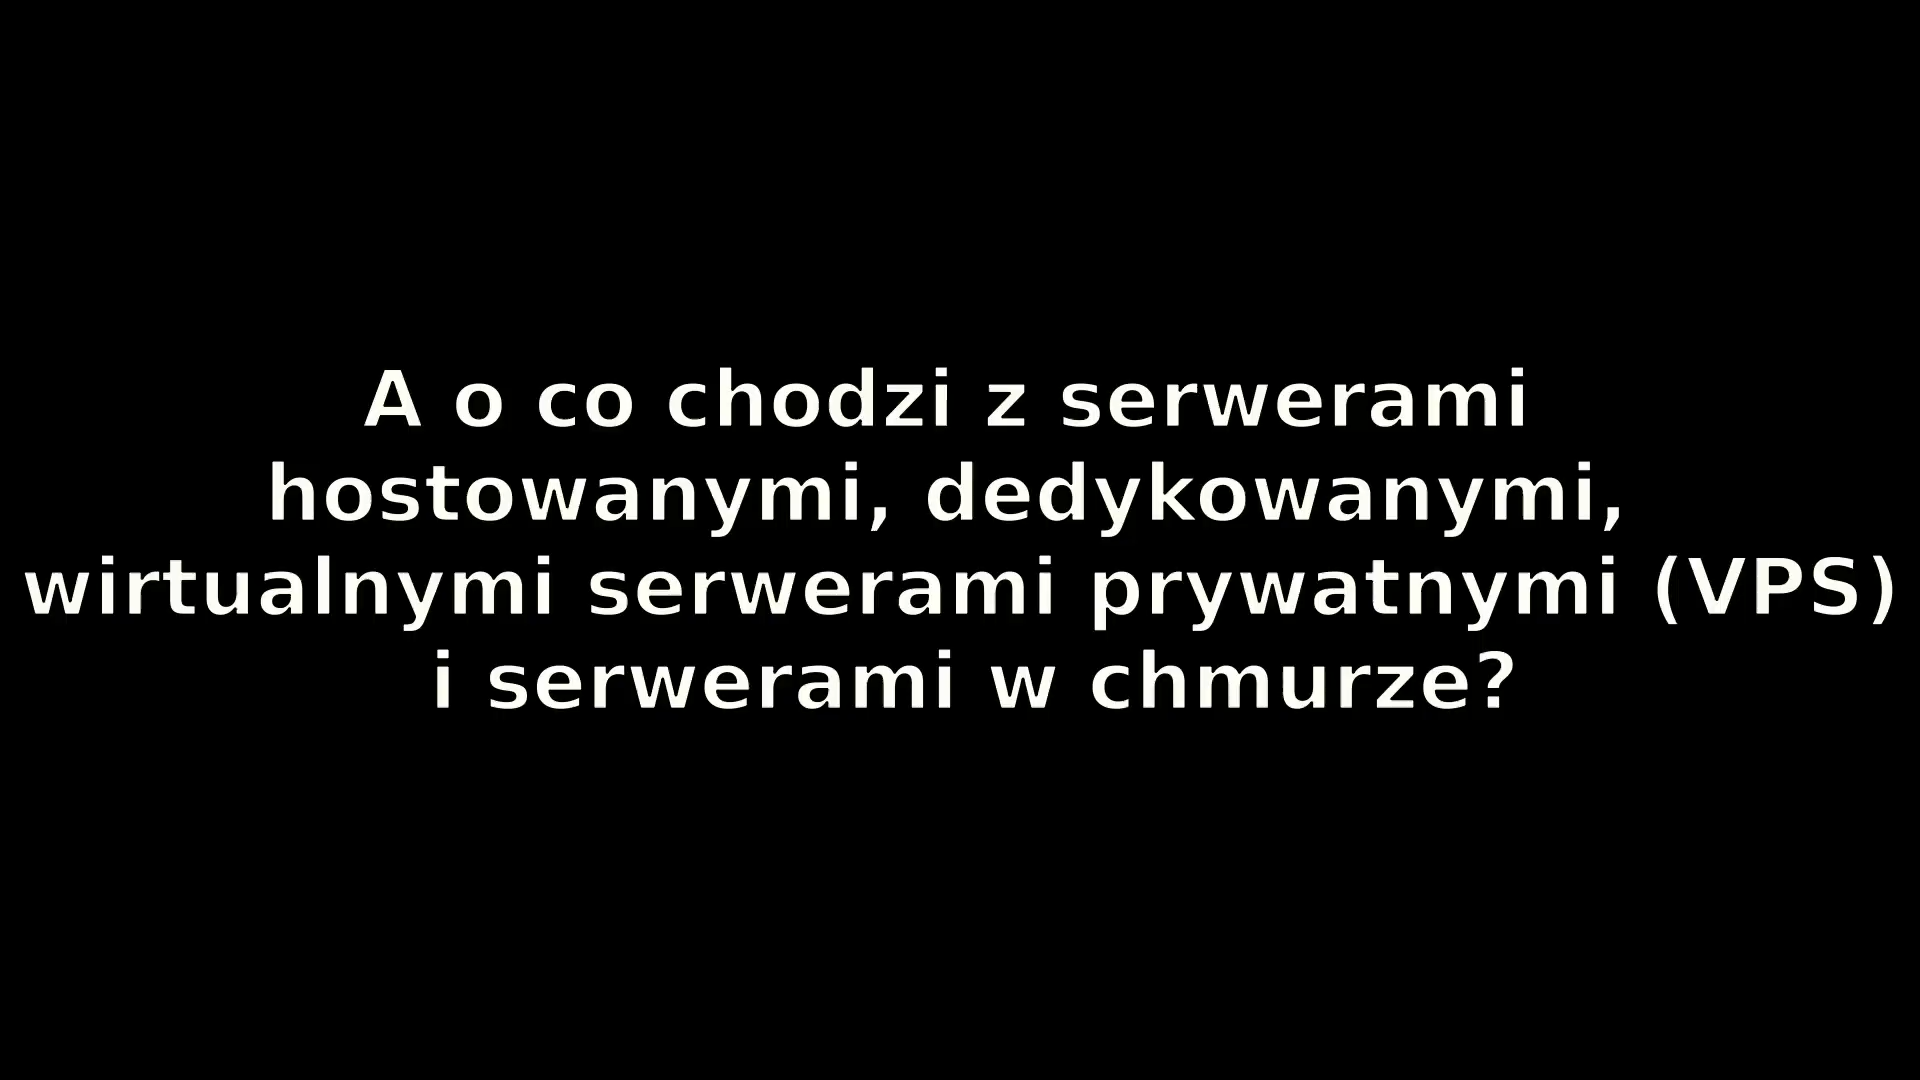 A o co chodzi z serwerami
hostowanymi, dedykowanymi,
wirtualnymi serwerami prywatnymi (VPS)
i serwerami w chmurze?